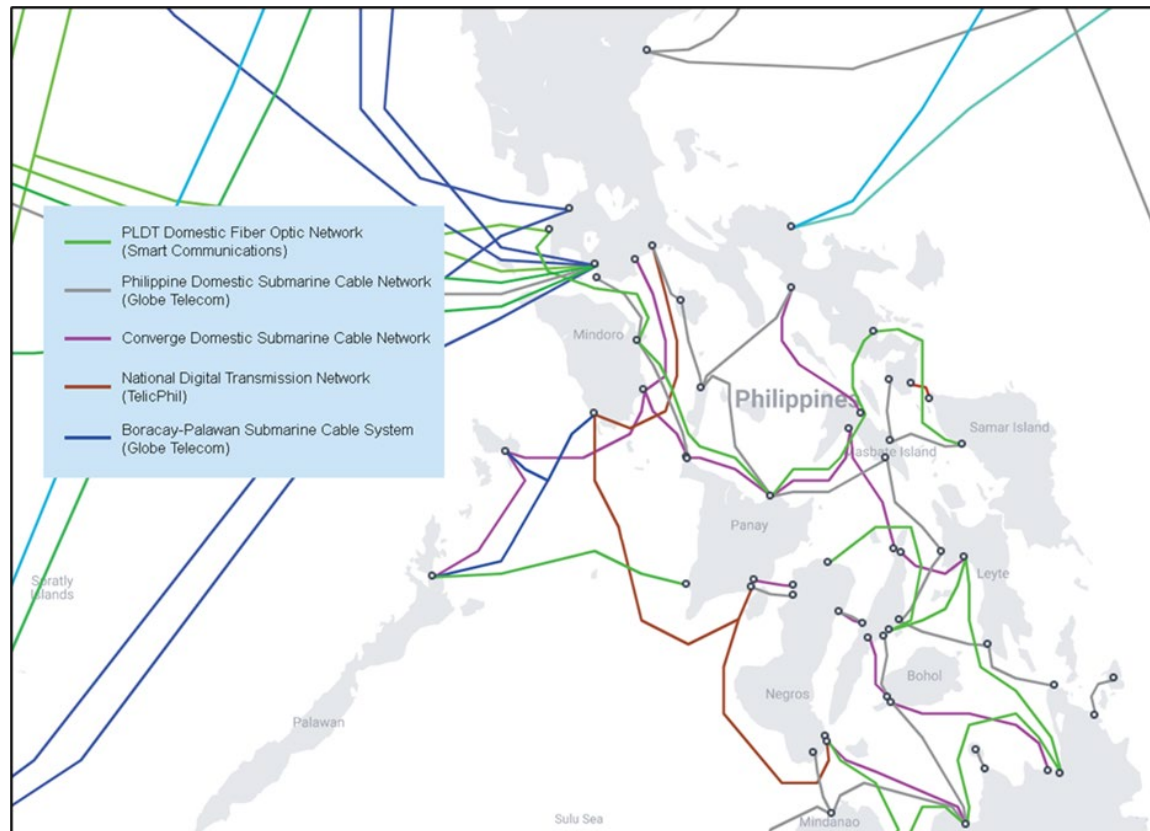 PLDT Domestic Fiber Optic Network
(Smart Communications)
Philippine Domestic Submarine Cable Network
(Globe Telecom)
Converge Domestic Submarine Cable Network
National Digital Transmission Network
(TelicPhil)
Boracay-Palawan Submarine Cable System
(Globe Telecom)
Mindoro
Philippines
Samar Island
Masbate Island
Panay
Leyte
Spratly
Islands
Bohol
Negros
Palawan
Sulu Sea
Mindanao